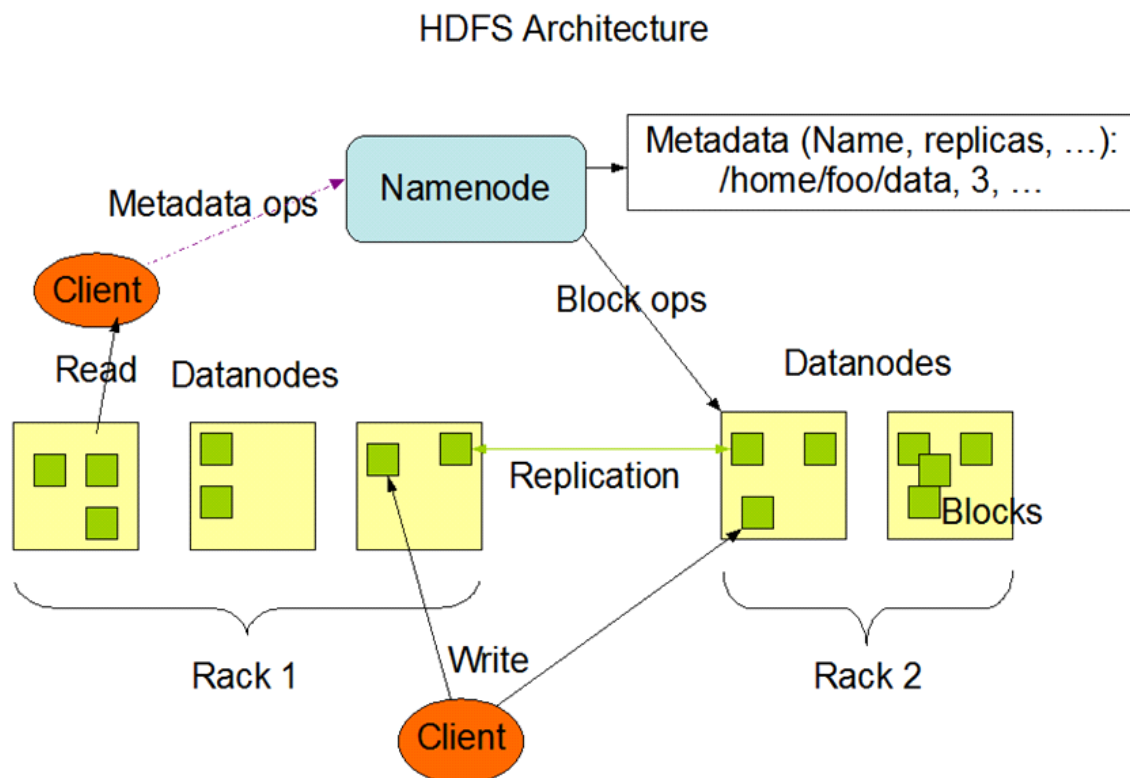 HDFS Architecture
Metadata (Name, replicas, …):
/home/foo/data, 3, …
Namenode
Metadata ops
Client
Block ops
Read
Datanodes
Datanodes
Replication
Blocks
Rack 1
Write
Rack 2
Client